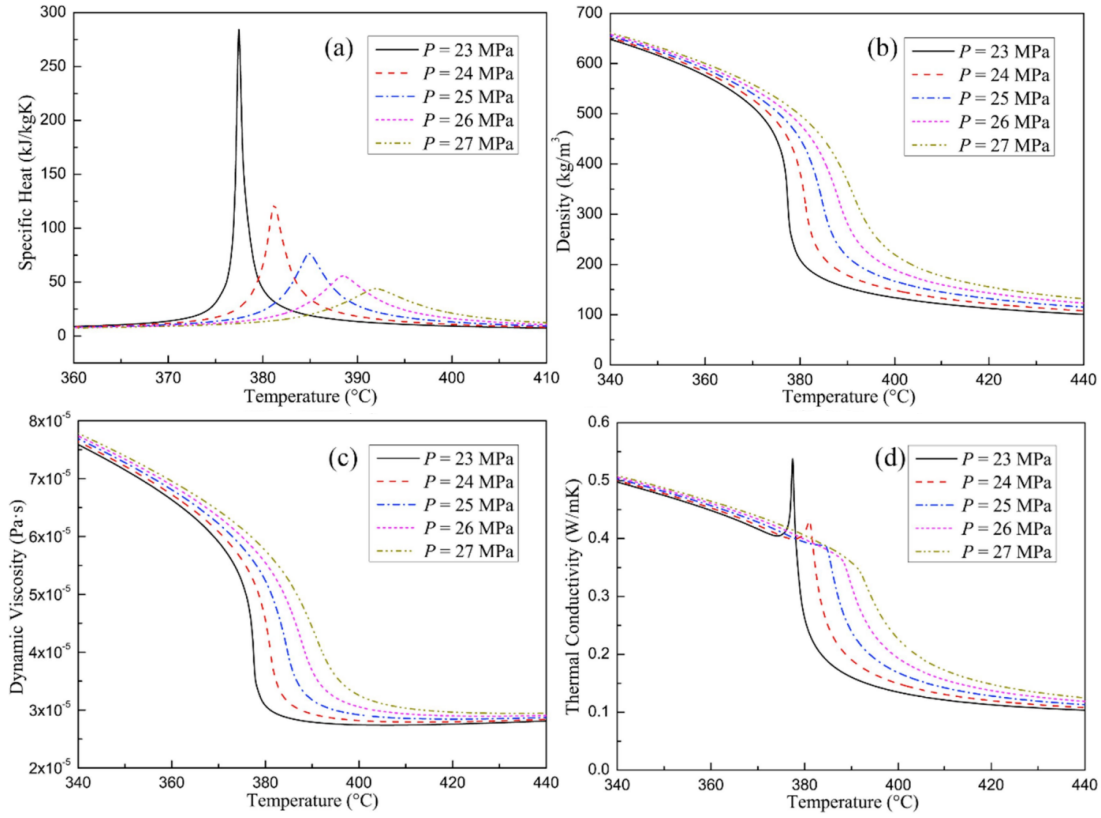 (a)
P = 23 MPa
P = 24 MPa
P = 25 MPa
P = 26 MPa
P = 27 MPa
300
250
200
150
100
50
25
0
-25
Specific Heat (kJ/kgK)
360 370 380 390 400 410
Temperature (°C)
(b)
P = 23 MPa
P = 24 MPa
P = 25 MPa
P = 26 MPa
P = 27 MPa
700
600
500
400
300
200
100
0
Density (kg/m³)
340 360 380 400 420 440
Temperature (°C)
(c)
P = 23 MPa
P = 24 MPa
P = 25 MPa
P = 26 MPa
P = 27 MPa
8x10⁻⁵
7x10⁻⁵
6x10⁻⁵
5x10⁻⁵
4x10⁻⁵
3x10⁻⁵
2x10⁻⁵
Dynamic Viscosity (Pa·s)
340 360 380 400 420 440
Temperature (°C)
(d)
P = 23 MPa
P = 24 MPa
P = 25 MPa
P = 26 MPa
P = 27 MPa
0.6
0.5
0.4
0.3
0.2
0.1
0.0
Thermal Conductivity (W/mK)
340 360 380 400 420 440
Temperature (°C)